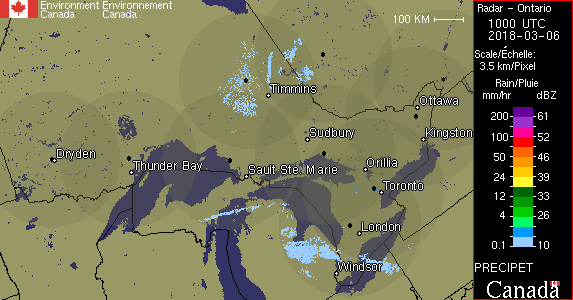 Environment Environnement
Canada Canada
100 KM
Timmins
Ottawa
Sudbury
Kingston
Dryden
Thunder Bay
Sault Ste. Marie
Orillia
Toronto
London
Windsor
Radar - Ontario
1000 UTC
2018-03-06
Scale/Échelle:
3.5 km/Pixel
Rain/Pluie
mm/hr dBZ
200 61
100 52
50 46
24 39
12 33
4 26
0.1 10
PRECIPET
Canada